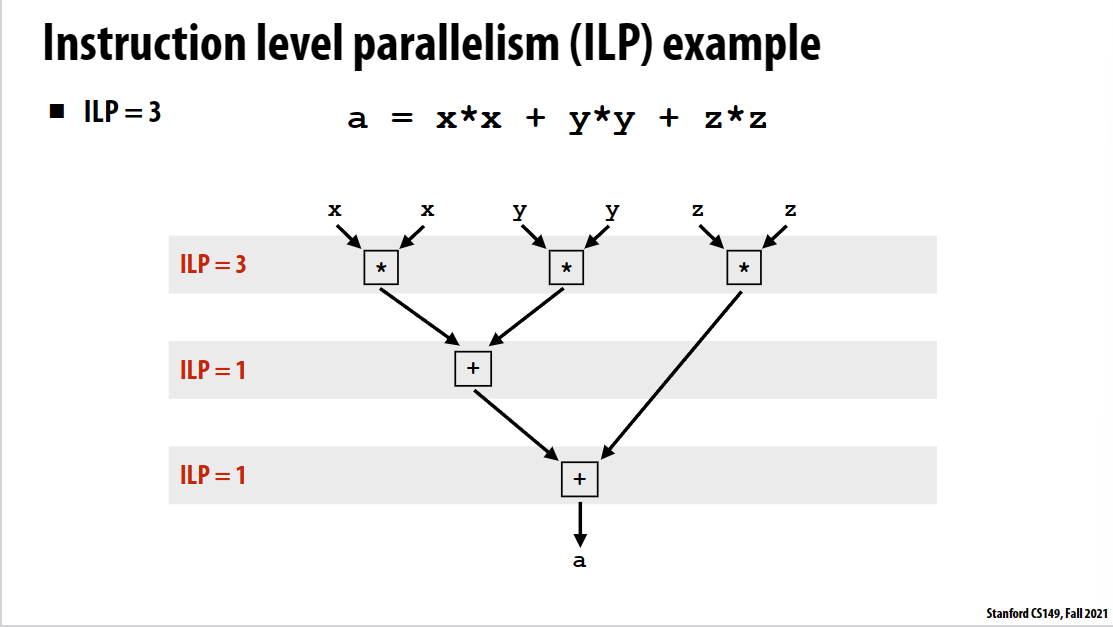 Instruction level parallelism (ILP) example
■ ILP = 3
a = x*x + y*y + z*z
x x y y z z
ILP = 3 * * *
ILP = 1 +
ILP = 1 +
a
Stanford CS149, Fall 2021